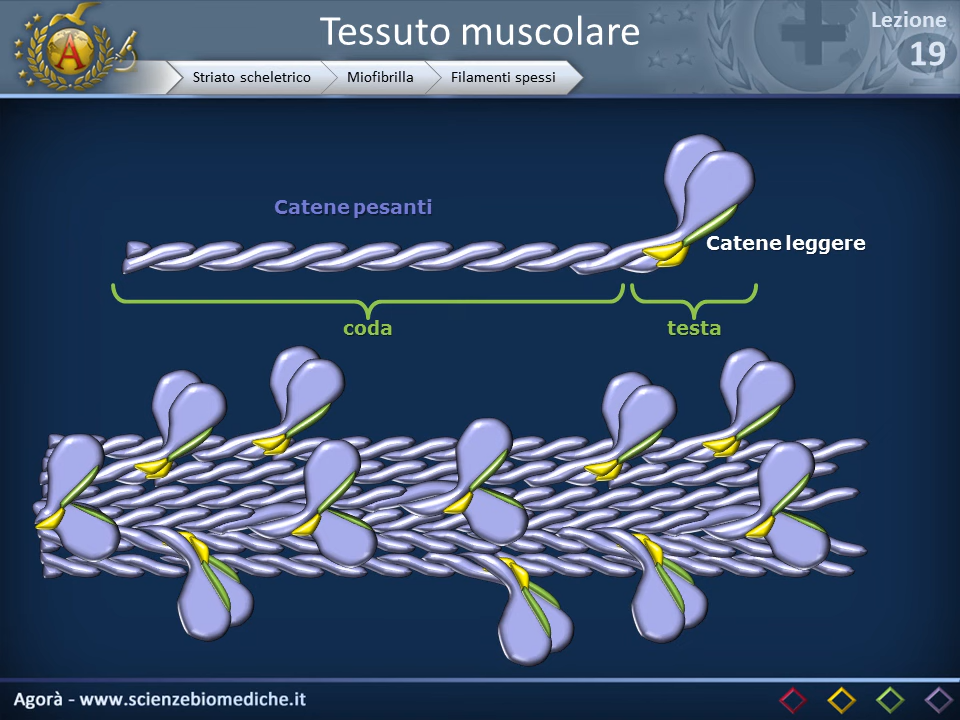 Tessuto muscolare
Lezione
19
A
Striato scheletrico
Miofibrilla
Filamenti spessi
Catene pesanti
Catene leggere
coda
testa
Agorà - www.scienzebiomediche.it